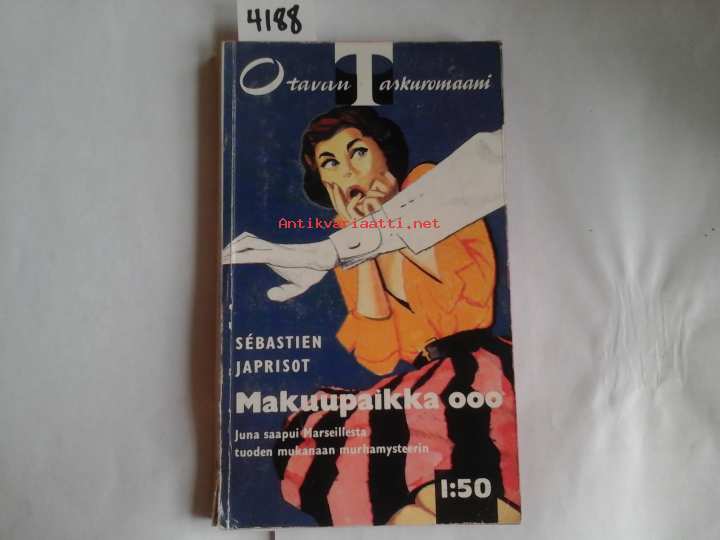 4188
Otavan Taskuromaani
Antikvariaatti.net
SÉBASTIEN
JAPRISOT
Makuupaikka 000
Juna saapui Marseillesta
tuoden mukanaan murhamysteerin
1:50